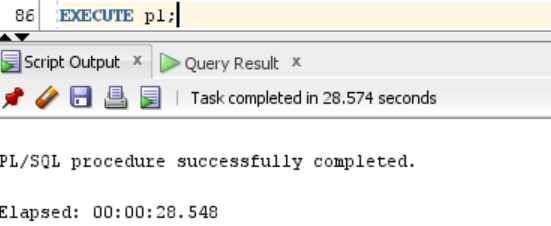 86 EXECUTE p1;
Script Output x Query Result x
Task completed in 28.574 seconds
PL/SQL procedure successfully completed.
Elapsed: 00:00:28.548